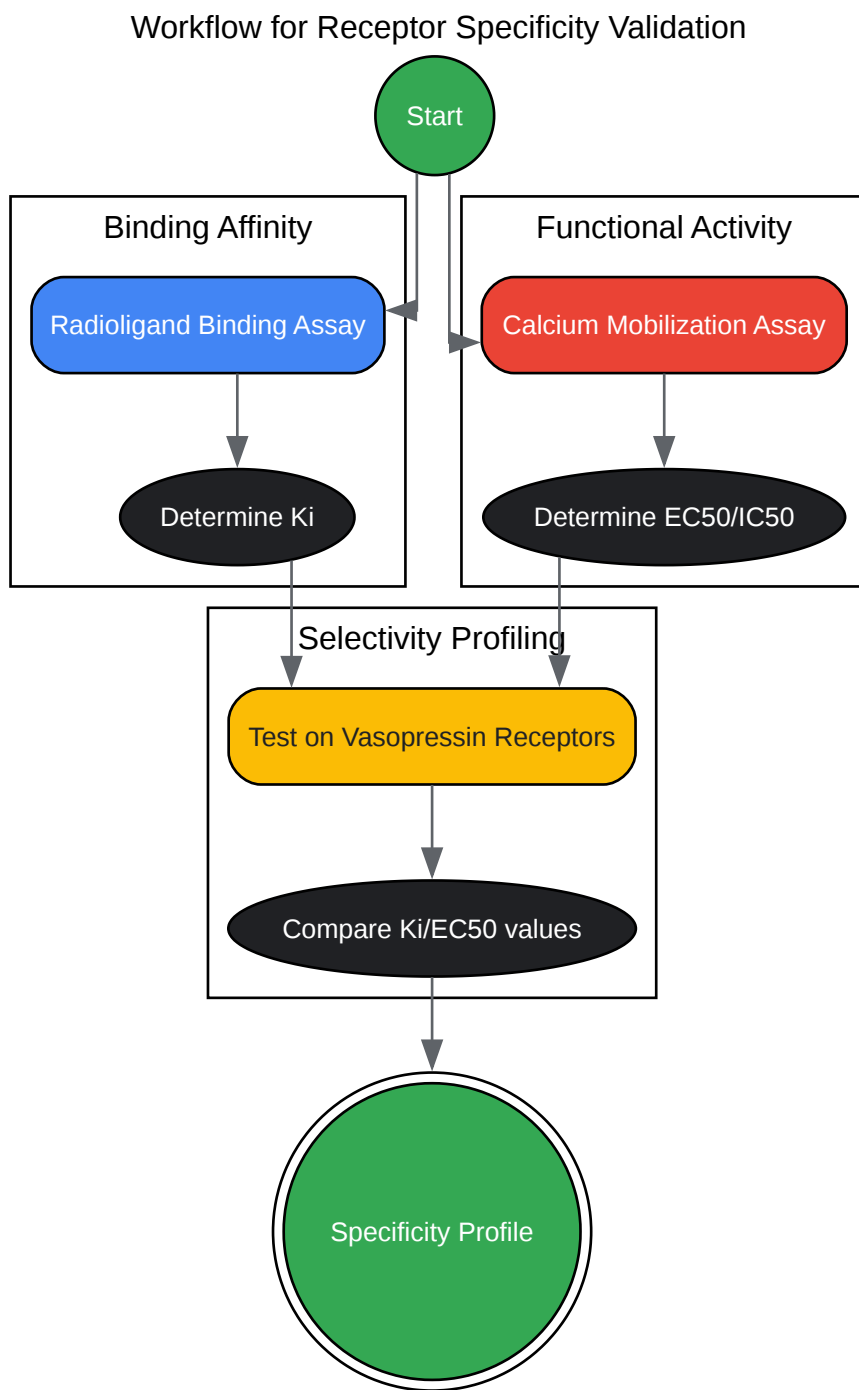 Workflow for Receptor Specificity Validation
Start
Binding Affinity
Radioligand Binding Assay
Determine Ki
Functional Activity
Calcium Mobilization Assay
Determine EC50/IC50
Selectivity Profiling
Test on Vasopressin Receptors
Compare Ki/EC50 values
Specificity Profile